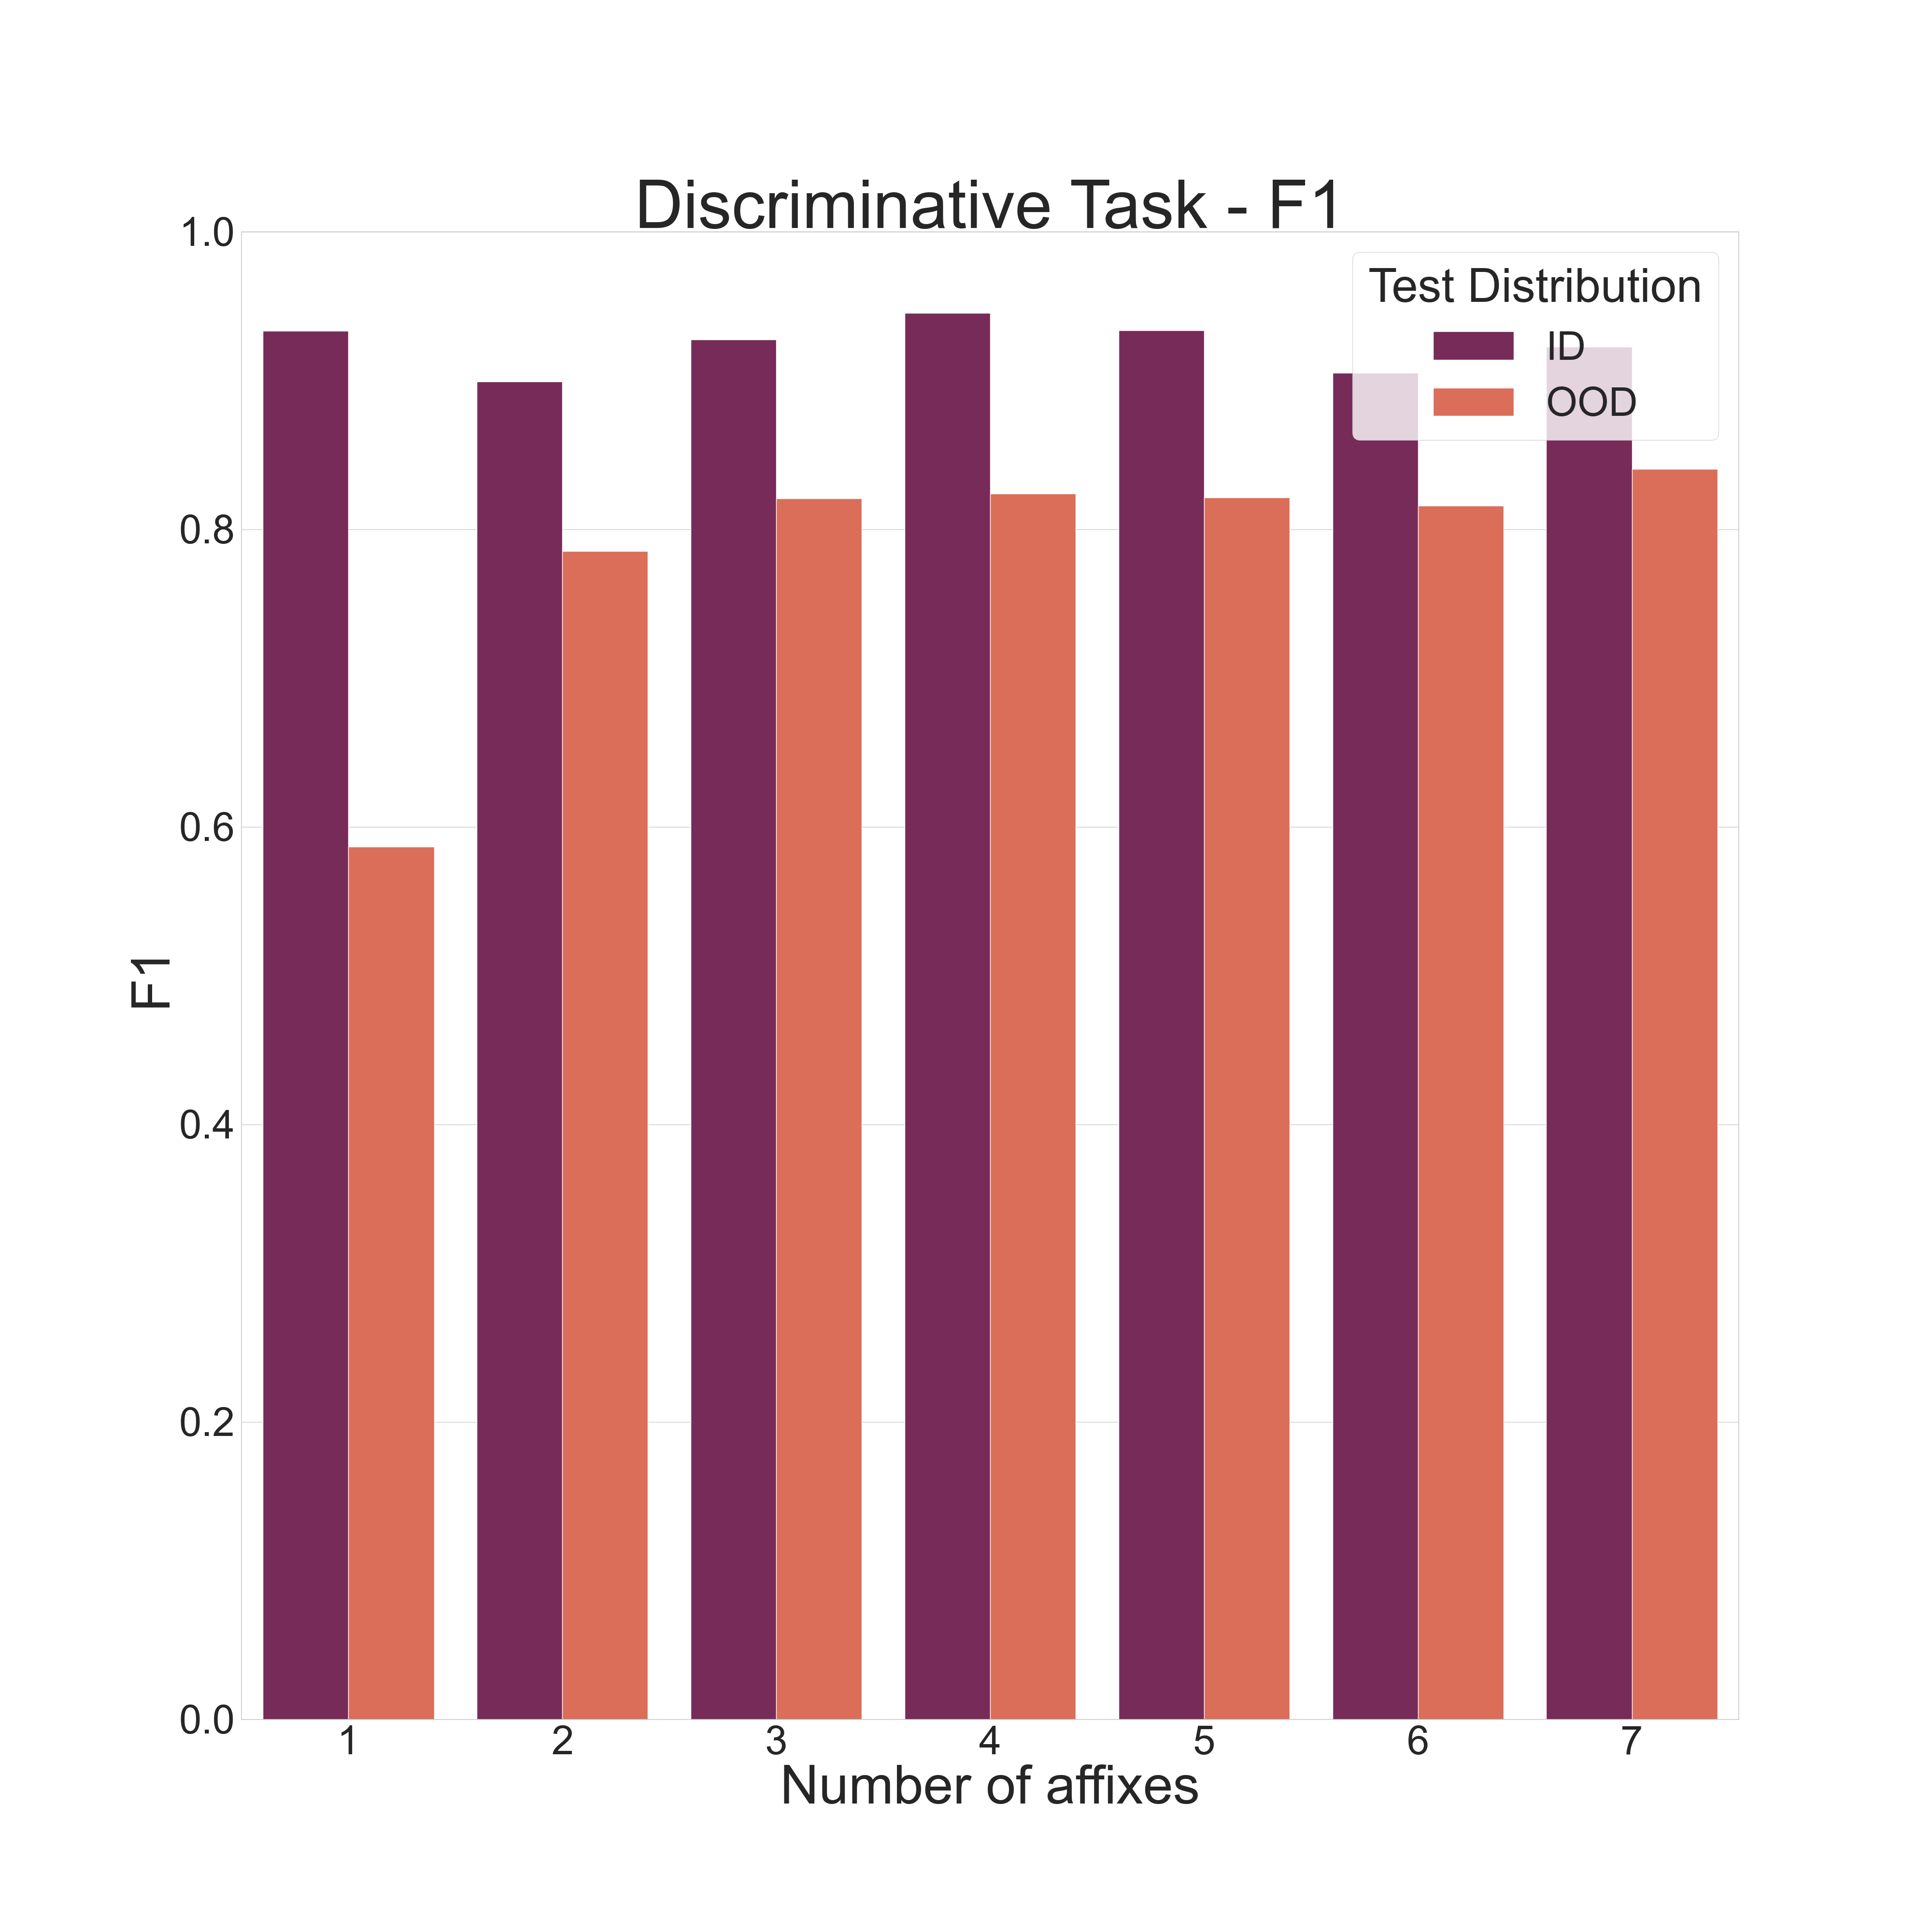 Discriminative Task - F1
Test Distribution
ID
OOD
1.0
0.8
0.6
0.4
0.2
0.0
F1
1 2 3 4 5 6 7
Number of affixes